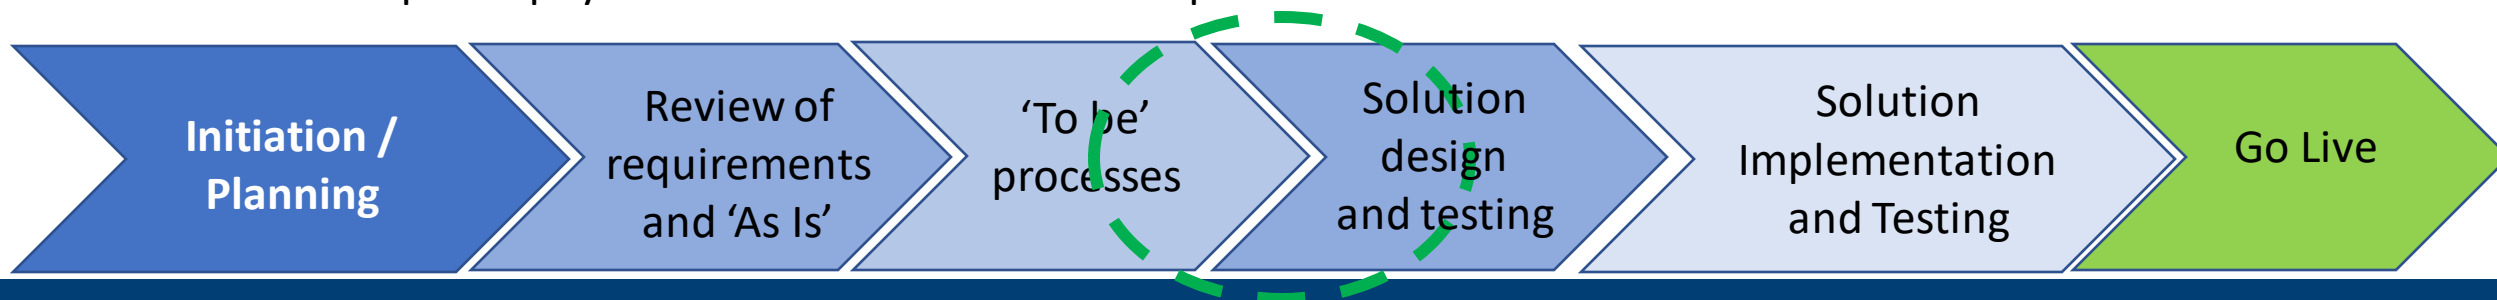 Initiation /
Planning
Review of
requirements
and ‘As Is’
‘To be’
processes
Solution
design
and testing
Solution
Implementation
and Testing
Go Live